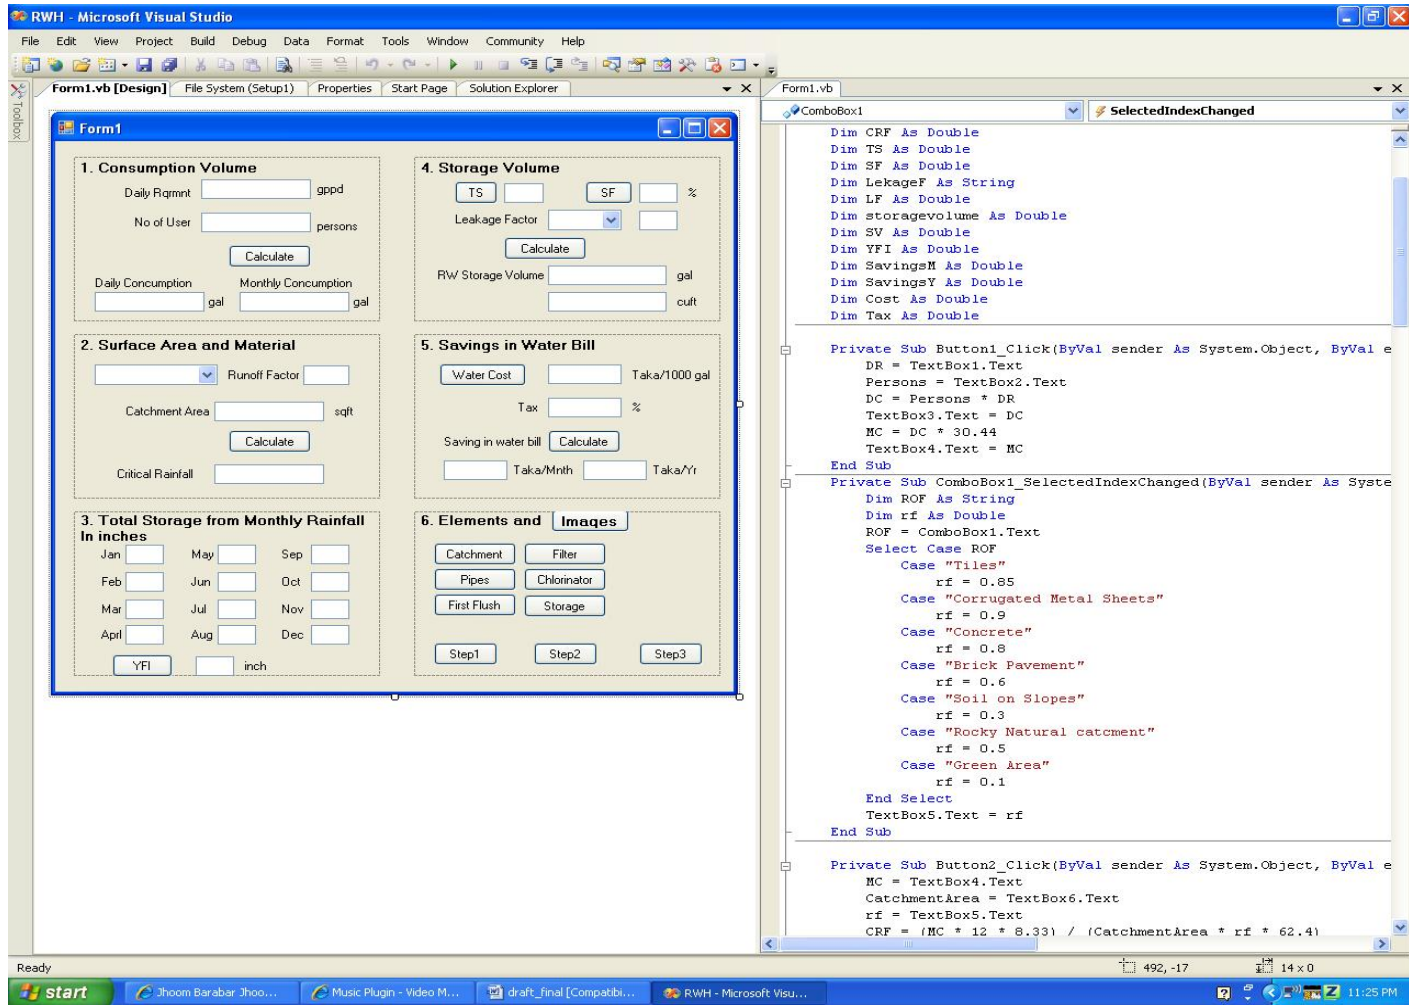 RWH - Microsoft Visual Studio
File Edit View Project Build Debug Data Format Tools Window Community Help
Form1.vb [Design] File System (Setup1) Properties Start Page Solution Explorer
Toolbox
Form1
1. Consumption Volume
Daily Rqrmnt gppd
No of User persons
Calculate
Daily Concumption Monthly Concumption
gal gal
2. Surface Area and Material
Runoff Factor
Catchment Area sqft
Calculate
Critical Rainfall
3. Total Storage from Monthly Rainfall
In inches
Jan May Sep
Feb Jun Oct
Mar Jul Nov
Aprl Aug Dec
YFI inch
4. Storage Volume
TS SF %
Leakage Factor
Calculate
RW Storage Volume gal
cuft
5. Savings in Water Bill
Water Cost Taka/1000 gal
Tax %
Saving in water bill Calculate
Taka/Mnth Taka/Yr
6. Elements and Images
Catchment Filter
Pipes Chlorinator
First Flush Storage
Step1 Step2 Step3
Form1.vb
ComboBox1 SelectedIndexChanged
Dim CRF As Double
Dim TS As Double
Dim SF As Double
Dim LekageF As String
Dim LF As Double
Dim storagevolume As Double
Dim SV As Double
Dim YFI As Double
Dim SavingsM As Double
Dim SavingsY As Double
Dim Cost As Double
Dim Tax As Double
Private Sub Button1_Click(ByVal sender As System.Object, ByVal e
DR = TextBox1.Text
Persons = TextBox2.Text
DC = Persons * DR
TextBox3.Text = DC
MC = DC * 30.44
TextBox4.Text = MC
End Sub
Private Sub ComboBox1_SelectedIndexChanged(ByVal sender As Syste
Dim ROF As String
Dim rf As Double
ROF = ComboBox1.Text
Select Case ROF
Case "Tiles"
rf = 0.85
Case "Corrugated Metal Sheets"
rf = 0.9
Case "Concrete"
rf = 0.8
Case "Brick Pavement"
rf = 0.6
Case "Soil on Slopes"
rf = 0.3
Case "Rocky Natural catcment"
rf = 0.5
Case "Green Area"
rf = 0.1
End Select
TextBox5.Text = rf
End Sub
Private Sub Button2_Click(ByVal sender As System.Object, ByVal e
MC = TextBox4.Text
CatchmentArea = TextBox6.Text
rf = TextBox5.Text
CRF = (MC * 12 * 8.33) / (CatchmentArea * rf * 62.4)
Ready 492, -17 14 x 0
start Jhoom Barabar Jhoo... Music Plugin - Video M... draft_final [Compatibi... RWH - Microsoft Visu... 11:25 PM